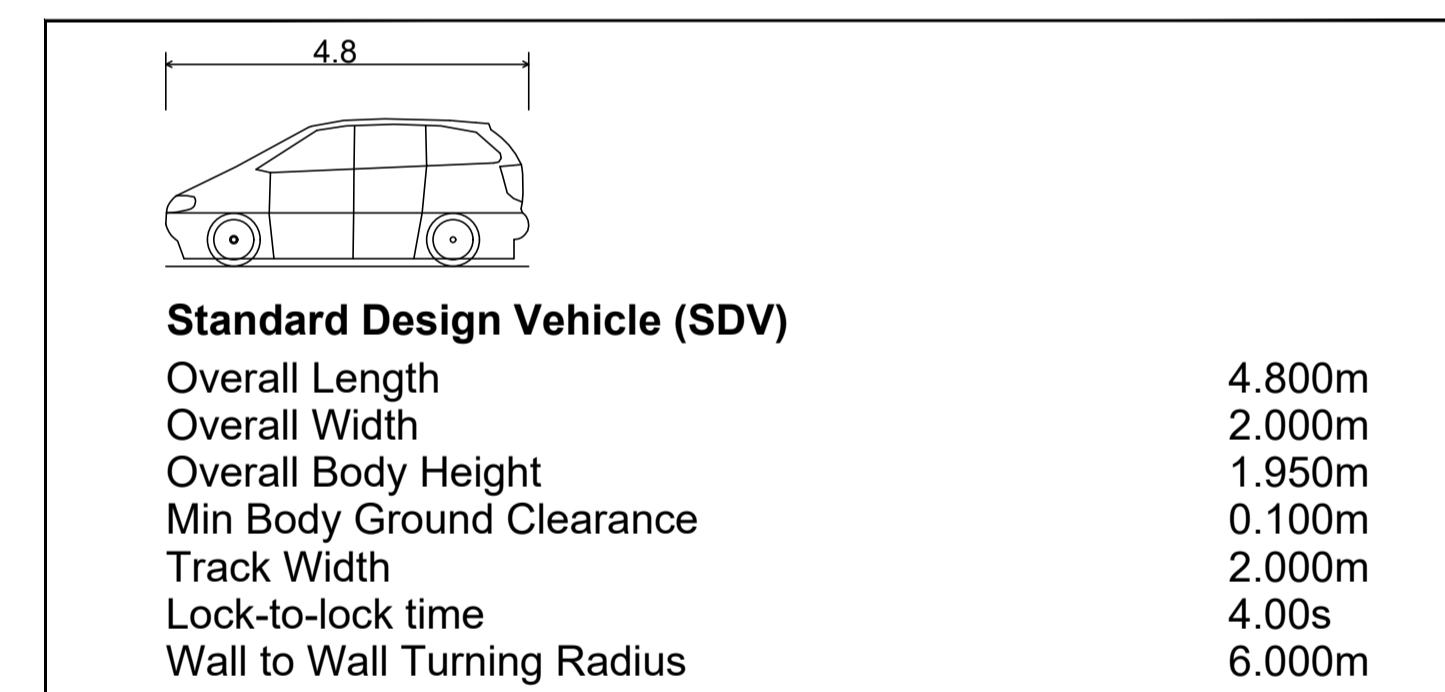 4.8
Standard Design Vehicle (SDV)
Overall Length 4.800m
Overall Width 2.000m
Overall Body Height 1.950m
Min Body Ground Clearance 0.100m
Track Width 2.000m
Lock-to-lock time 4.00s
Wall to Wall Turning Radius 6.000m